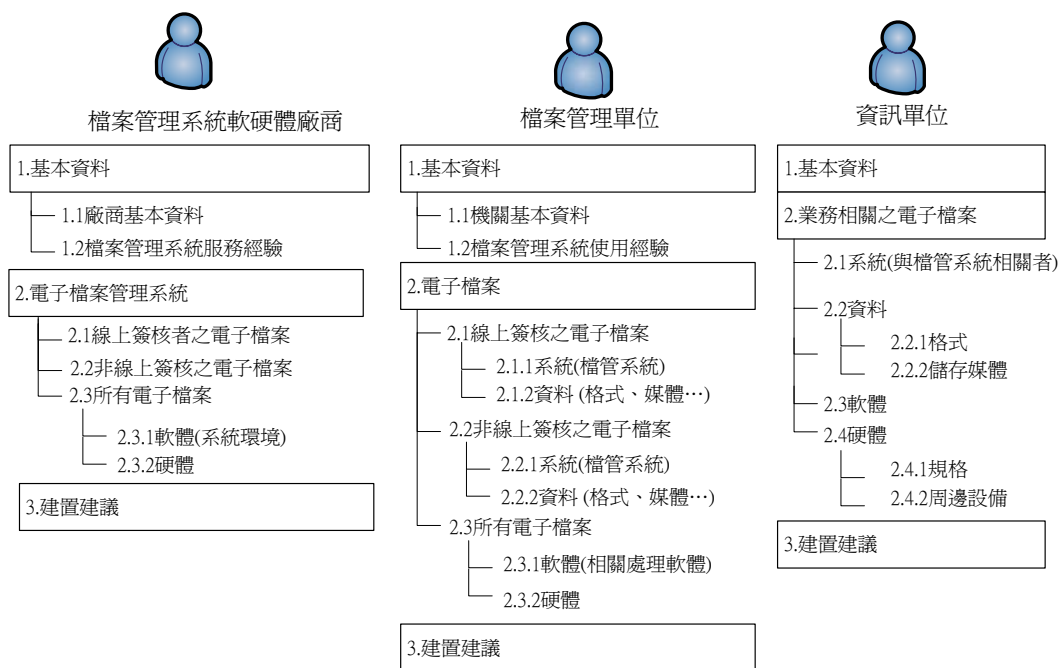 檔案管理系統軟硬體廠商
1.基本資料
1.1廠商基本資料
1.2檔案管理系統服務經驗
2.電子檔案管理系統
2.1線上簽核者之電子檔案
2.2非線上簽核之電子檔案
2.3所有電子檔案
2.3.1軟體(系統環境)
2.3.2硬體
3.建置建議
檔案管理單位
1.基本資料
1.1機關基本資料
1.2檔案管理系統使用經驗
2.電子檔案
2.1線上簽核之電子檔案
2.1.1系統(檔管系統)
2.1.2資料 (格式、媒體…)
2.2非線上簽核之電子檔案
2.2.1系統(檔管系統)
2.2.2資料 (格式、媒體…)
2.3所有電子檔案
2.3.1軟體(相關處理軟體)
2.3.2硬體
3.建置建議
資訊單位
1.基本資料
2.業務相關之電子檔案
2.1系統(與檔管系統相關者)
2.2資料
2.2.1格式
2.2.2儲存媒體
2.3軟體
2.4硬體
2.4.1規格
2.4.2周邊設備
3.建置建議